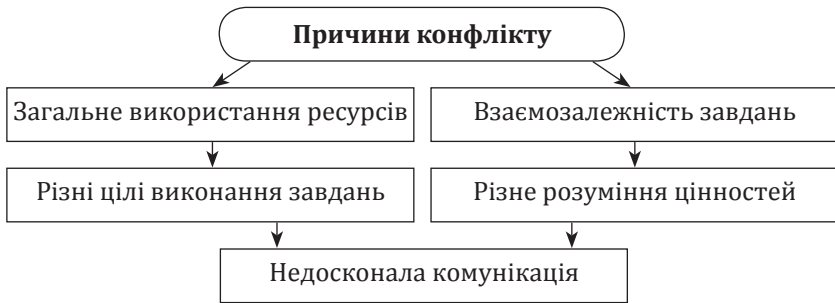 Причини конфлікту
Загальне використання ресурсів
Взаємозалежність завдань
Різні цілі виконання завдань
Різне розуміння цінностей
Недосконала комунікація